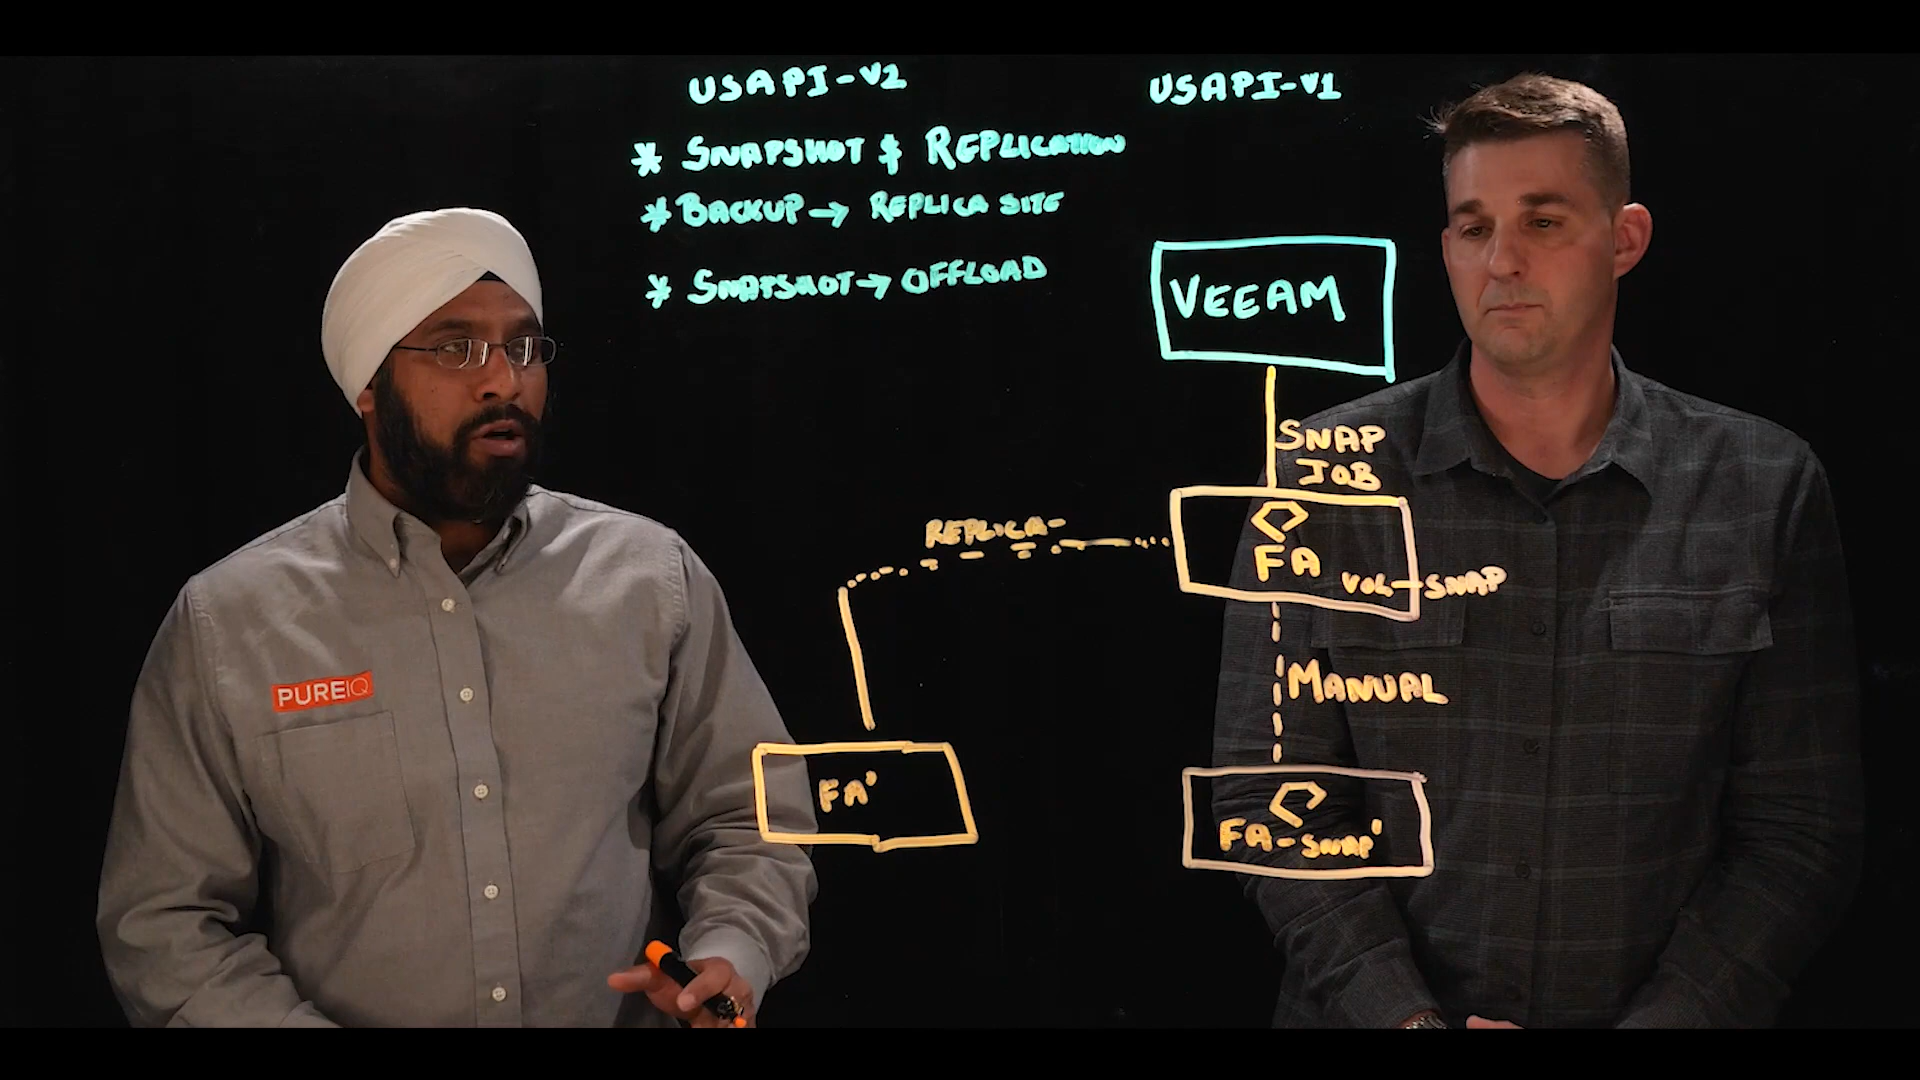 USAPI-V2
USAPI-V1
* SNAPSHOT & REPLICATION
* BACKUP → REPLICA SITE
* SNAPSHOT → OFFLOAD
VEEAM
SNAP
JOB
REPLICA-
FA
VOL-SNAP
MANUAL
PUREIQ
FA'
FA-SNAP'